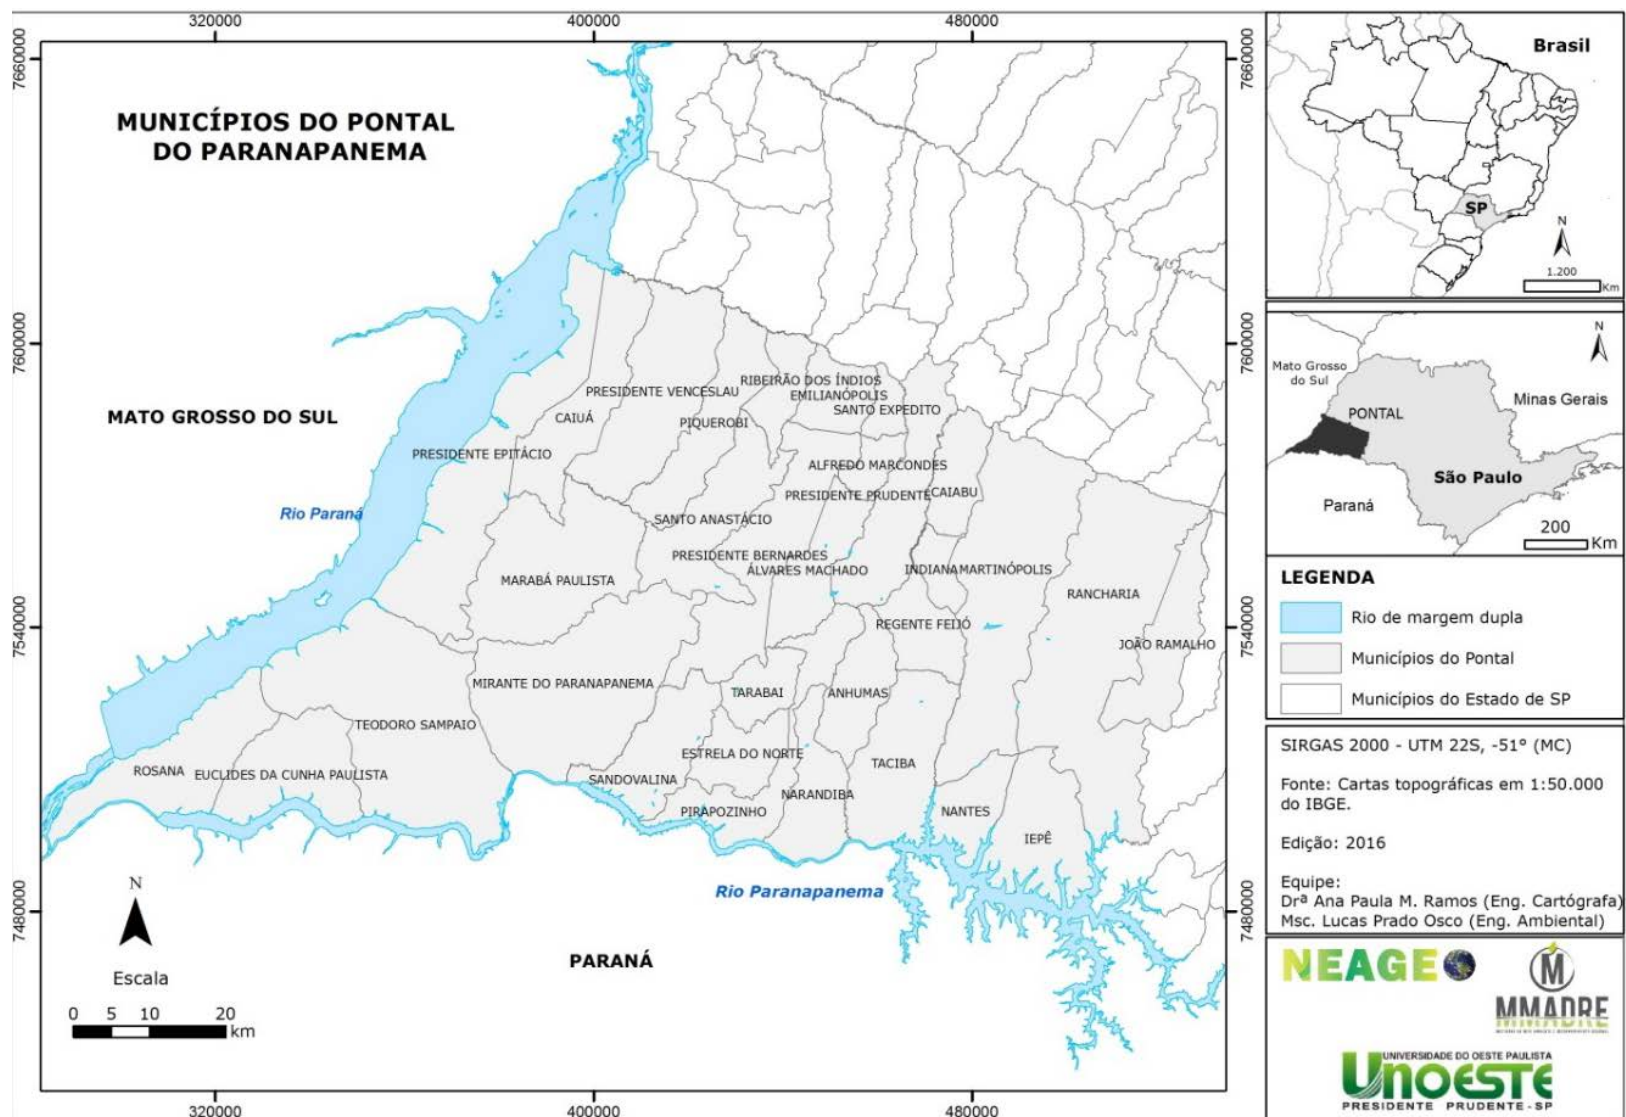 320000
400000
480000
7660000
7660000
MUNICÍPIOS DO PONTAL
DO PARANAPANEMA
7600000
7600000
MATO GROSSO DO SUL
PRESIDENTE VENCESLAU
RIBEIRÃO DOS ÍNDIOS
EMILIANÓPOLIS
SANTO EXPEDITO
CAIUÁ
PIQUEROBI
PRESIDENTE EPITÁCIO
ALFREDO MARCONDES
PRESIDENTE PRUDENTE
CAIABU
Rio Paraná
SANTO ANASTÁCIO
PRESIDENTE BERNARDES
ÁLVARES MACHADO
INDIANA
MARTINÓPOLIS
MARABÁ PAULISTA
RANCHARIA
7540000
7540000
REGENTE FEIJÓ
JOÃO RAMALHO
MIRANTE DO PARANAPANEMA
TARABAI
ANHUMAS
TEODORO SAMPAIO
ESTRELA DO NORTE
ROSANA
EUCLIDES DA CUNHA PAULISTA
SANDOVALINA
TACIBA
NARANDIBA
PIRAPOZINHO
NANTES
IEPÊ
Rio Paranapanema
7480000
7480000
N
PARANÁ
Escala
0 5 10 20
km
320000
400000
480000
Brasil
SP
N
1.200
Km
N
Mato Grosso
do Sul
Minas Gerais
PONTAL
São Paulo
Paraná
200
Km
LEGENDA
Rio de margem dupla
Municípios do Pontal
Municípios do Estado de SP
SIRGAS 2000 - UTM 22S, -51° (MC)
Fonte: Cartas topográficas em 1:50.000
do IBGE.
Edição: 2016
Equipe:
Drª Ana Paula M. Ramos (Eng. Cartógrafa)
Msc. Lucas Prado Osco (Eng. Ambiental)
NEAGEO
M
MMADRE
UNIVERSIDADE DO OESTE PAULISTA
UNOESTE
PRESIDENTE PRUDENTE - SP